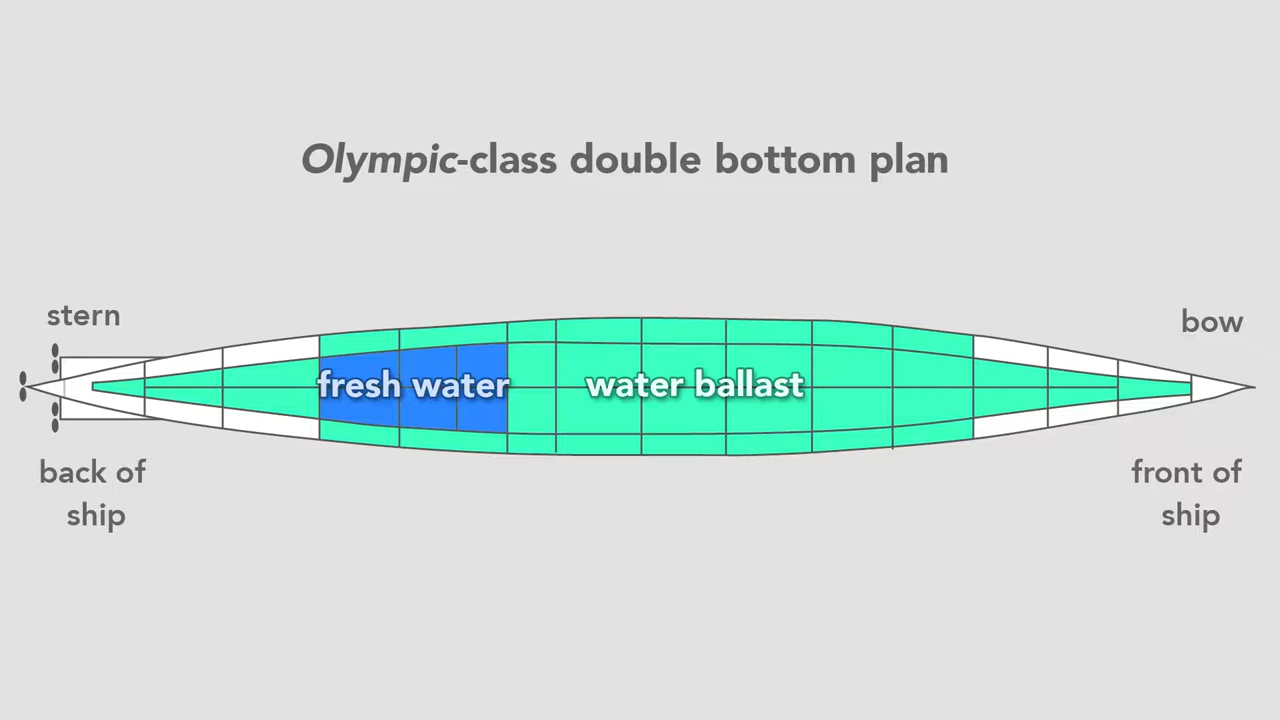 Olympic-class double bottom plan
stern
bow
fresh water
water ballast
back of
ship
front of
ship